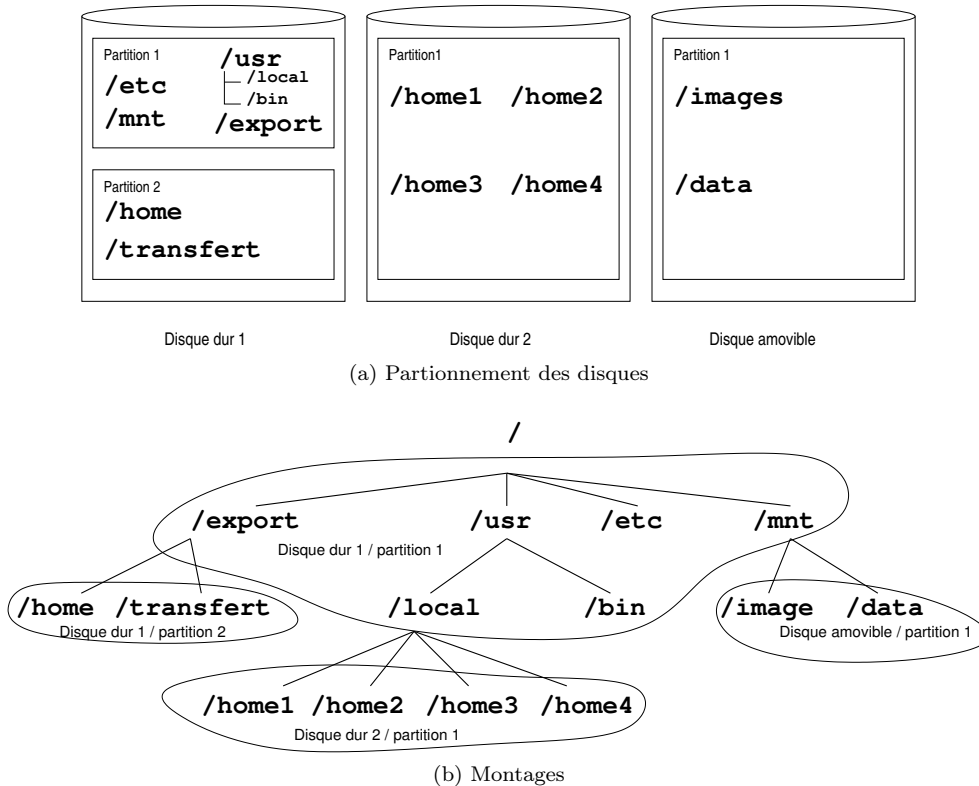 Partition 1
/usr
/local
/etc
/bin
/mnt
/export
Partition 2
/home
/transfert
Disque dur 1
Partition1
/home1 /home2
/home3 /home4
Disque dur 2
Partition 1
/images
/data
Disque amovible
(a) Partionnement des disques
/
/export /usr /etc /mnt
Disque dur 1 / partition 1
/home /transfert /local /bin /image /data
Disque dur 1 / partition 2
Disque amovible / partition 1
/home1 /home2 /home3 /home4
Disque dur 2 / partition 1
(b) Montages